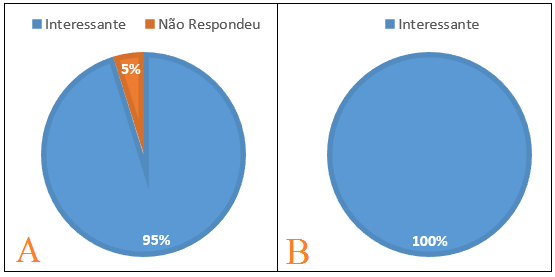 Interessante Não Respondeu
5%
95%
A
Interessante
100%
B